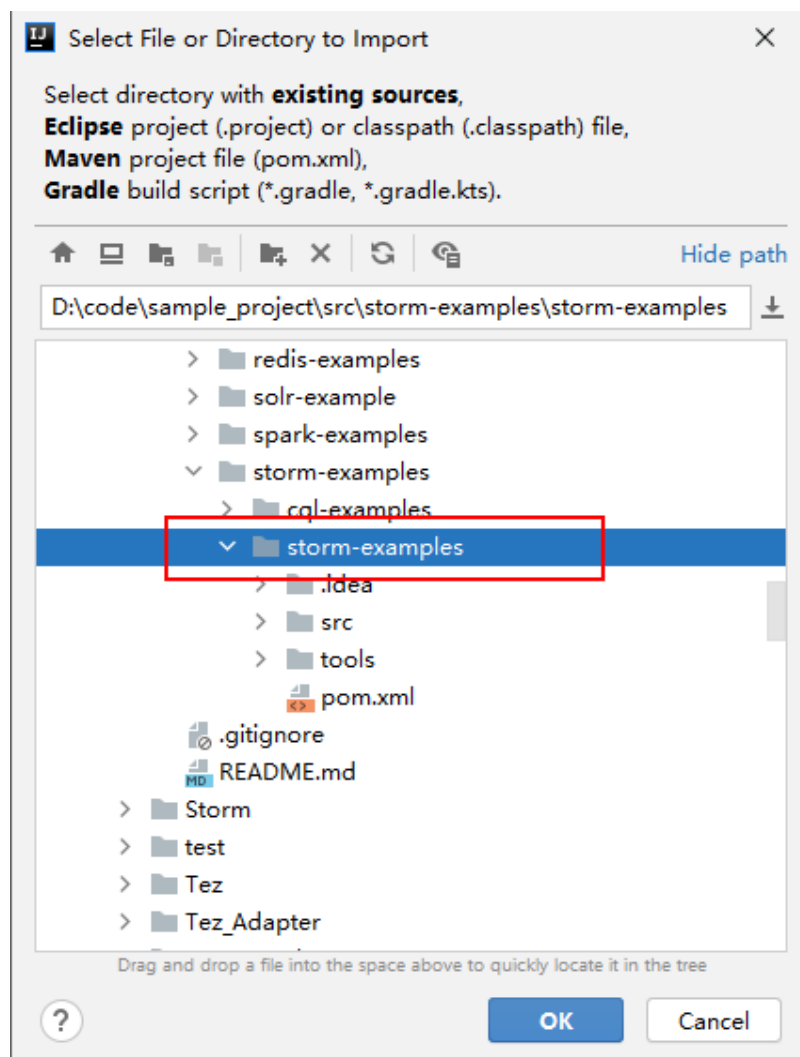 Select File or Directory to Import
Select directory with existing sources,
Eclipse project (.project) or classpath (.classpath) file,
Maven project file (pom.xml),
Gradle build script (*.gradle, *.gradle.kts).
Hide path
D:\code\sample_project\src\storm-examples\storm-examples
redis-examples
solr-example
spark-examples
storm-examples
cql-examples
storm-examples
.idea
src
tools
pom.xml
.gitignore
README.md
Storm
test
Tez
Tez_Adapter
Drag and drop a file into the space above to quickly locate it in the tree
? OK Cancel